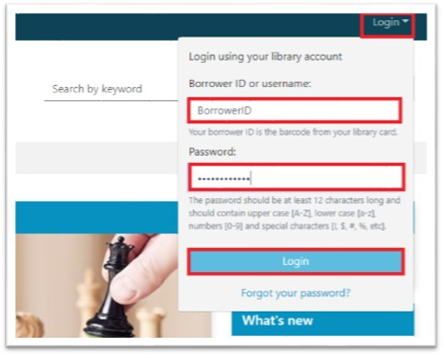 Login
Login using your library account
Search by keyword
Borrower ID or username:
BorrowerID
Your borrower ID is the barcode from your library card.
Password:
••••••••••••
The password should be at least 12 characters long and
should contain upper case [A-Z], lower case [a-z],
numbers [0-9] and special characters [!, $, #, %, etc].
Login
Forgot your password?
What's new